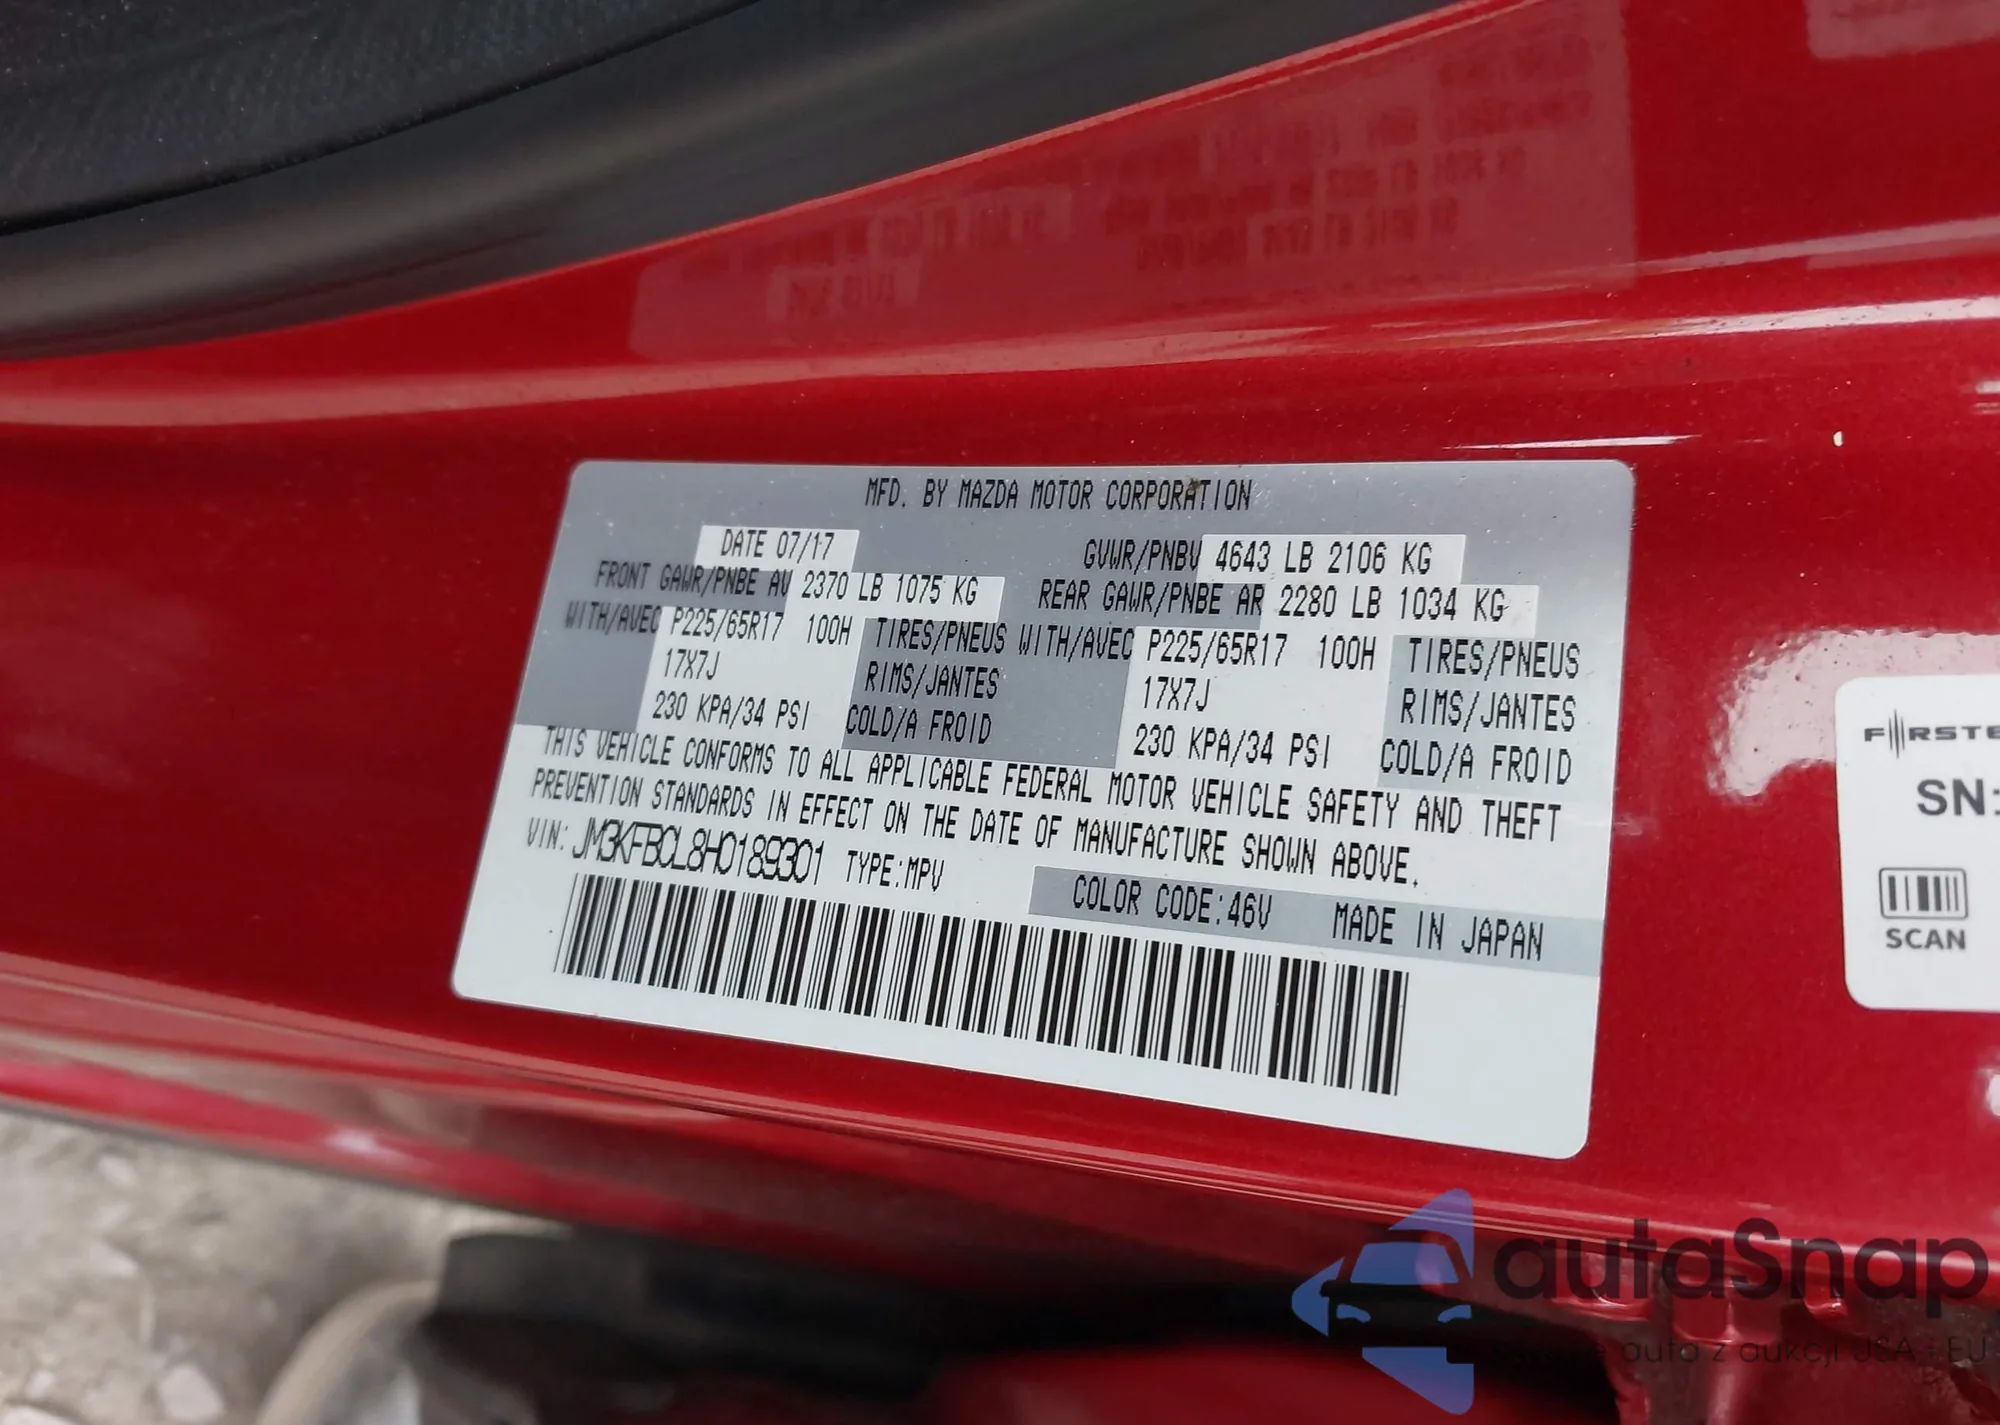 MFD. BY MAZDA MOTOR CORPORATION
DATE 07/17 GVWR/PNBV 4643 LB 2106 KG
FRONT GAWR/PNBE AV 2370 LB 1075 KG REAR GAWR/PNBE AR 2280 LB 1034 KG
WITH/AVEC P225/65R17 100H TIRES/PNEUS WITH/AVEC P225/65R17 100H TIRES/PNEUS
17X7J RIMS/JANTES 17X7J RIMS/JANTES
230 KPA/34 PSI COLD/A FROID 230 KPA/34 PSI COLD/A FROID
THIS VEHICLE CONFORMS TO ALL APPLICABLE FEDERAL MOTOR VEHICLE SAFETY AND THEFT
PREVENTION STANDARDS IN EFFECT ON THE DATE OF MANUFACTURE SHOWN ABOVE.
VIN: JM3KFBCL8H0189301 TYPE:MPV
COLOR CODE:46V MADE IN JAPAN
SN:
SCAN
autaSnap
auta z aukcji USA i EU